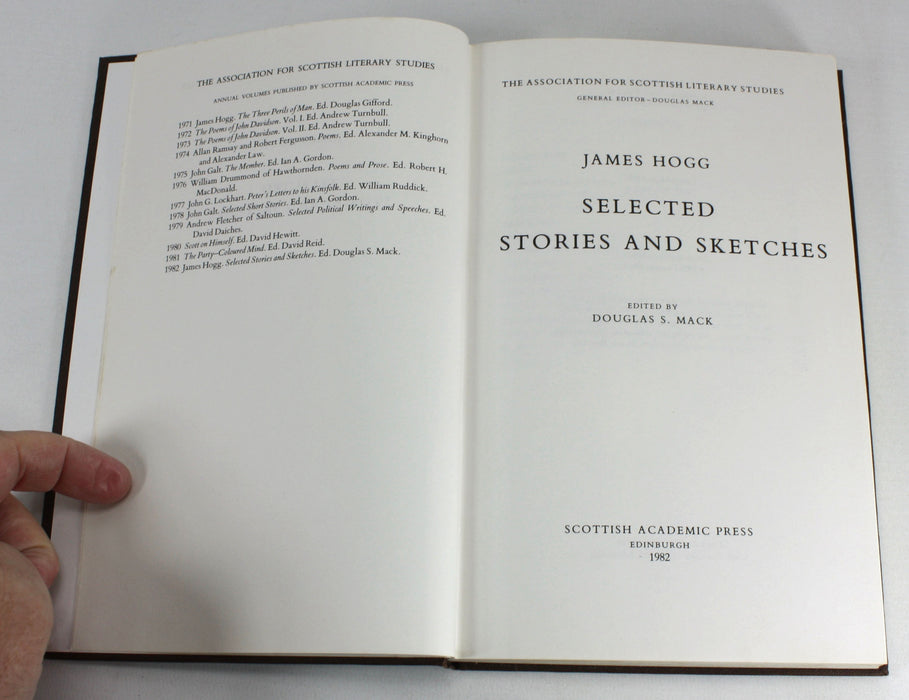 THE ASSOCIATION FOR SCOTTISH LITERARY STUDIES
ANNUAL VOLUMES PUBLISHED BY SCOTTISH ACADEMIC PRESS
1971 James Hogg. The Three Perils of Man. Ed. Douglas Gifford.
1972 The Poems of John Davidson. Vol. I. Ed. Andrew Turnbull.
1973 The Poems of John Davidson. Vol. II. Ed. Andrew Turnbull.
1974 Allan Ramsay and Robert Fergusson. Poems. Ed. Alexander M. Kinghorn
and Alexander Law.
1975 John Galt. The Member. Ed. Ian A. Gordon.
1976 William Drummond of Hawthornden. Poems and Prose. Ed. Robert H.
MacDonald.
1977 John G. Lockhart. Peter's Letters to his Kinsfolk. Ed. William Ruddick.
1978 John Galt. Selected Short Stories. Ed. Ian A. Gordon.
1979 Andrew Fletcher of Saltoun. Selected Political Writings and Speeches. Ed.
David Daiches.
1980 Scott on Himself. Ed. David Hewitt.
1981 The Party–Coloured Mind. Ed. David Reid.
1982 James Hogg. Selected Stories and Sketches. Ed. Douglas S. Mack.
THE ASSOCIATION FOR SCOTTISH LITERARY STUDIES
GENERAL EDITOR–DOUGLAS MACK
JAMES HOGG
SELECTED
STORIES AND SKETCHES
EDITED BY
DOUGLAS S. MACK
SCOTTISH ACADEMIC PRESS
EDINBURGH
1982